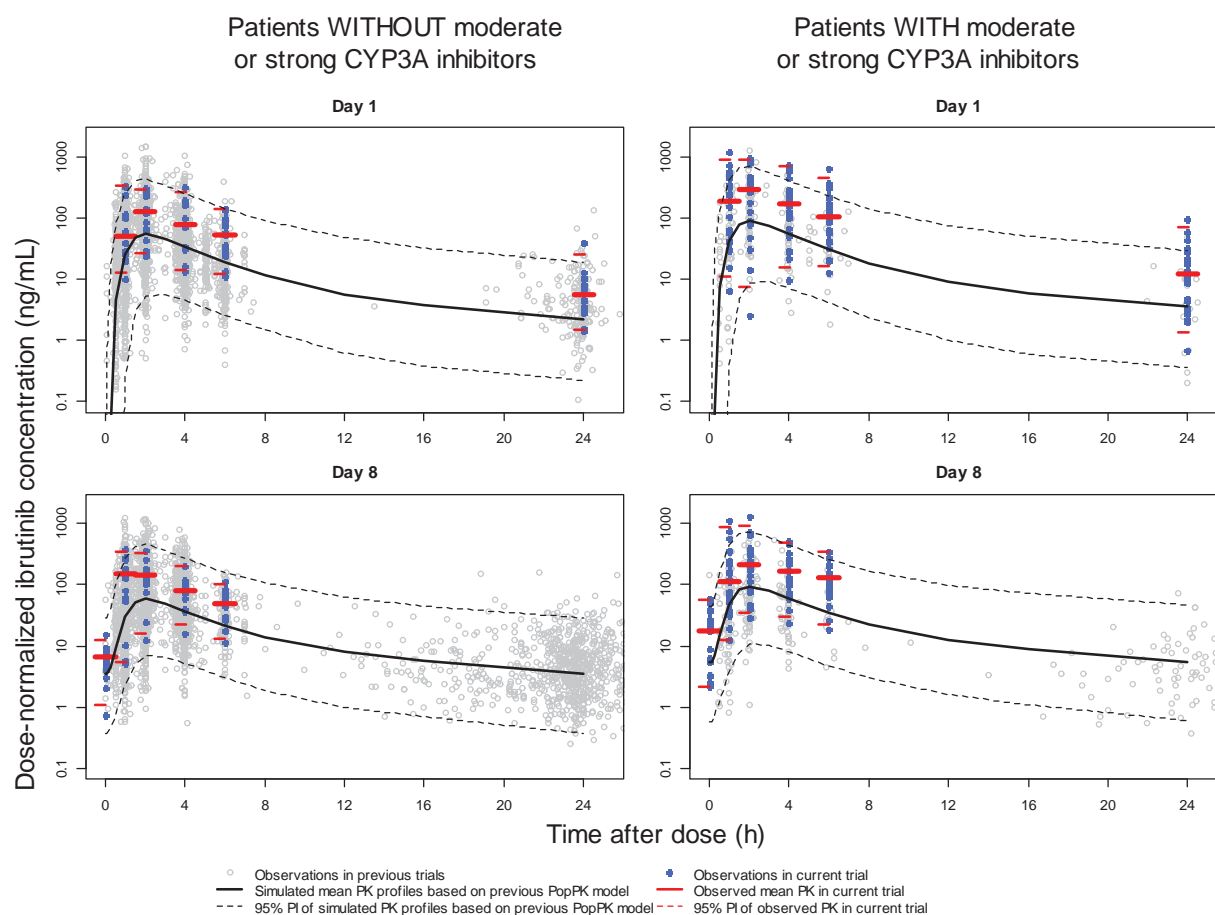 Patients WITHOUT moderate
or strong CYP3A inhibitors
Patients WITH moderate
or strong CYP3A inhibitors
Day 1
Day 1
1000
100
10
1
0.1
0 4 8 12 16 20 24
1000
100
10
1
0.1
0 4 8 12 16 20 24
Day 8
Day 8
1000
100
10
1
0.1
0 4 8 12 16 20 24
1000
100
10
1
0.1
0 4 8 12 16 20 24
Dose-normalized Ibrutinib concentration (ng/mL)
Time after dose (h)
Observations in previous trials
Simulated mean PK profiles based on previous PopPK model
95% PI of simulated PK profiles based on previous PopPK model
Observations in current trial
Observed mean PK in current trial
95% PI of observed PK in current trial